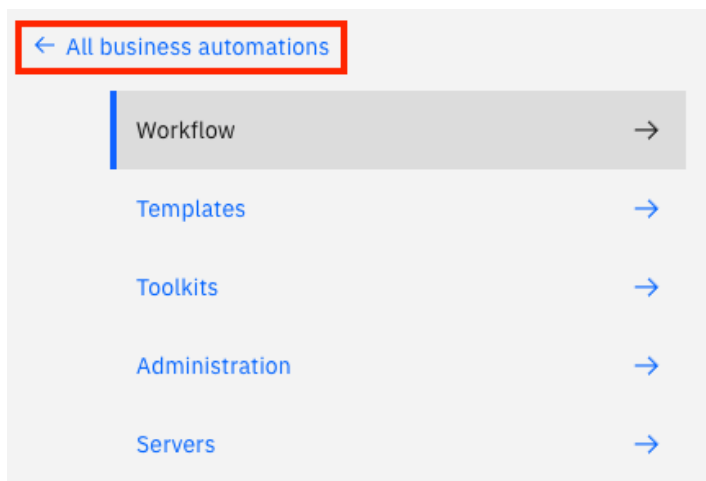 ← All business automations
Workflow →
Templates →
Toolkits →
Administration →
Servers →